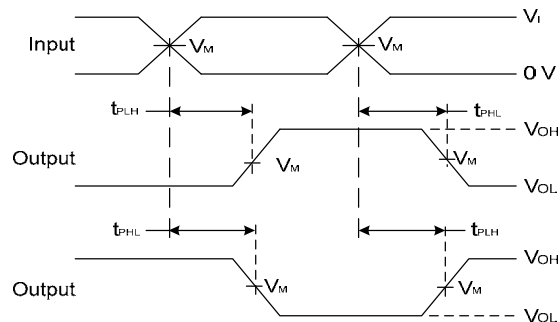 VI
Input
VM
VM
0 V
tPLH
tPHL
VOH
Output
VM
VM
VOL
tPHL
tPLH
VOH
Output
VM
VM
VOL